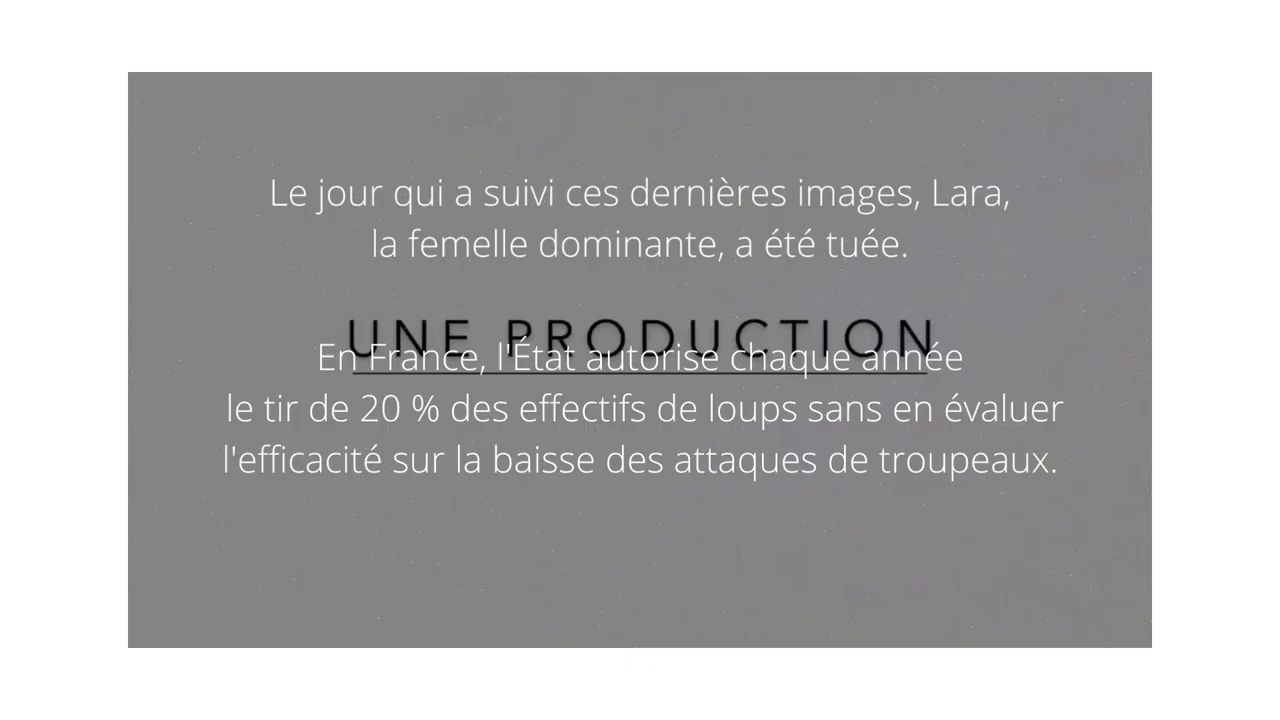 Le jour qui a suivi ces dernières images, Lara,
la femelle dominante, a été tuée.
UNE PRODUCTION
En France, l'État autorise chaque année
le tir de 20 % des effectifs de loups sans en évaluer
l'efficacité sur la baisse des attaques de troupeaux.